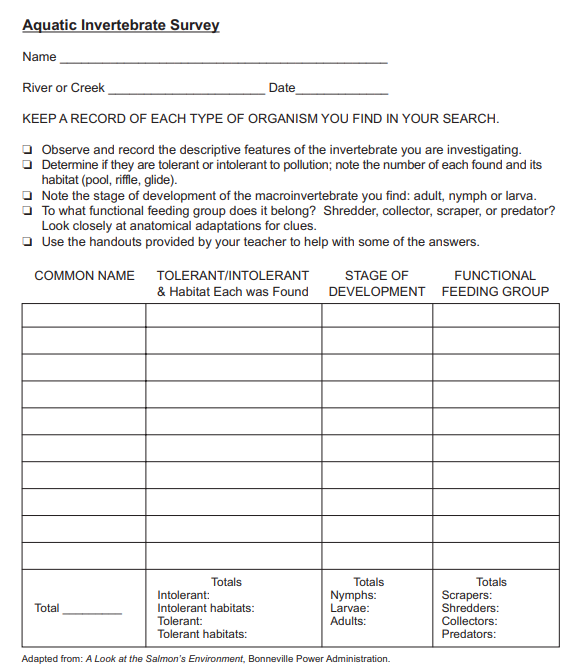 Aquatic Invertebrate Survey
Name ______________________________________________
River or Creek ______________________ Date_____________
KEEP A RECORD OF EACH TYPE OF ORGANISM YOU FIND IN YOUR SEARCH.
❏ Observe and record the descriptive features of the invertebrate you are investigating.
❏ Determine if they are tolerant or intolerant to pollution; note the number of each found and its
habitat (pool, riffle, glide).
❏ Note the stage of development of the macroinvertebrate you find: adult, nymph or larva.
❏ To what functional feeding group does it belong? Shredder, collector, scraper, or predator?
Look closely at anatomical adaptations for clues.
❏ Use the handouts provided by your teacher to help with some of the answers.
COMMON NAME TOLERANT/INTOLERANT STAGE OF FUNCTIONAL
& Habitat Each was Found DEVELOPMENT FEEDING GROUP
Totals Totals Totals
Intolerant: Nymphs: Scrapers:
Total _________ Intolerant habitats: Larvae: Shredders:
Tolerant: Adults: Collectors:
Tolerant habitats: Predators:
Adapted from: A Look at the Salmon's Environment, Bonneville Power Administration.